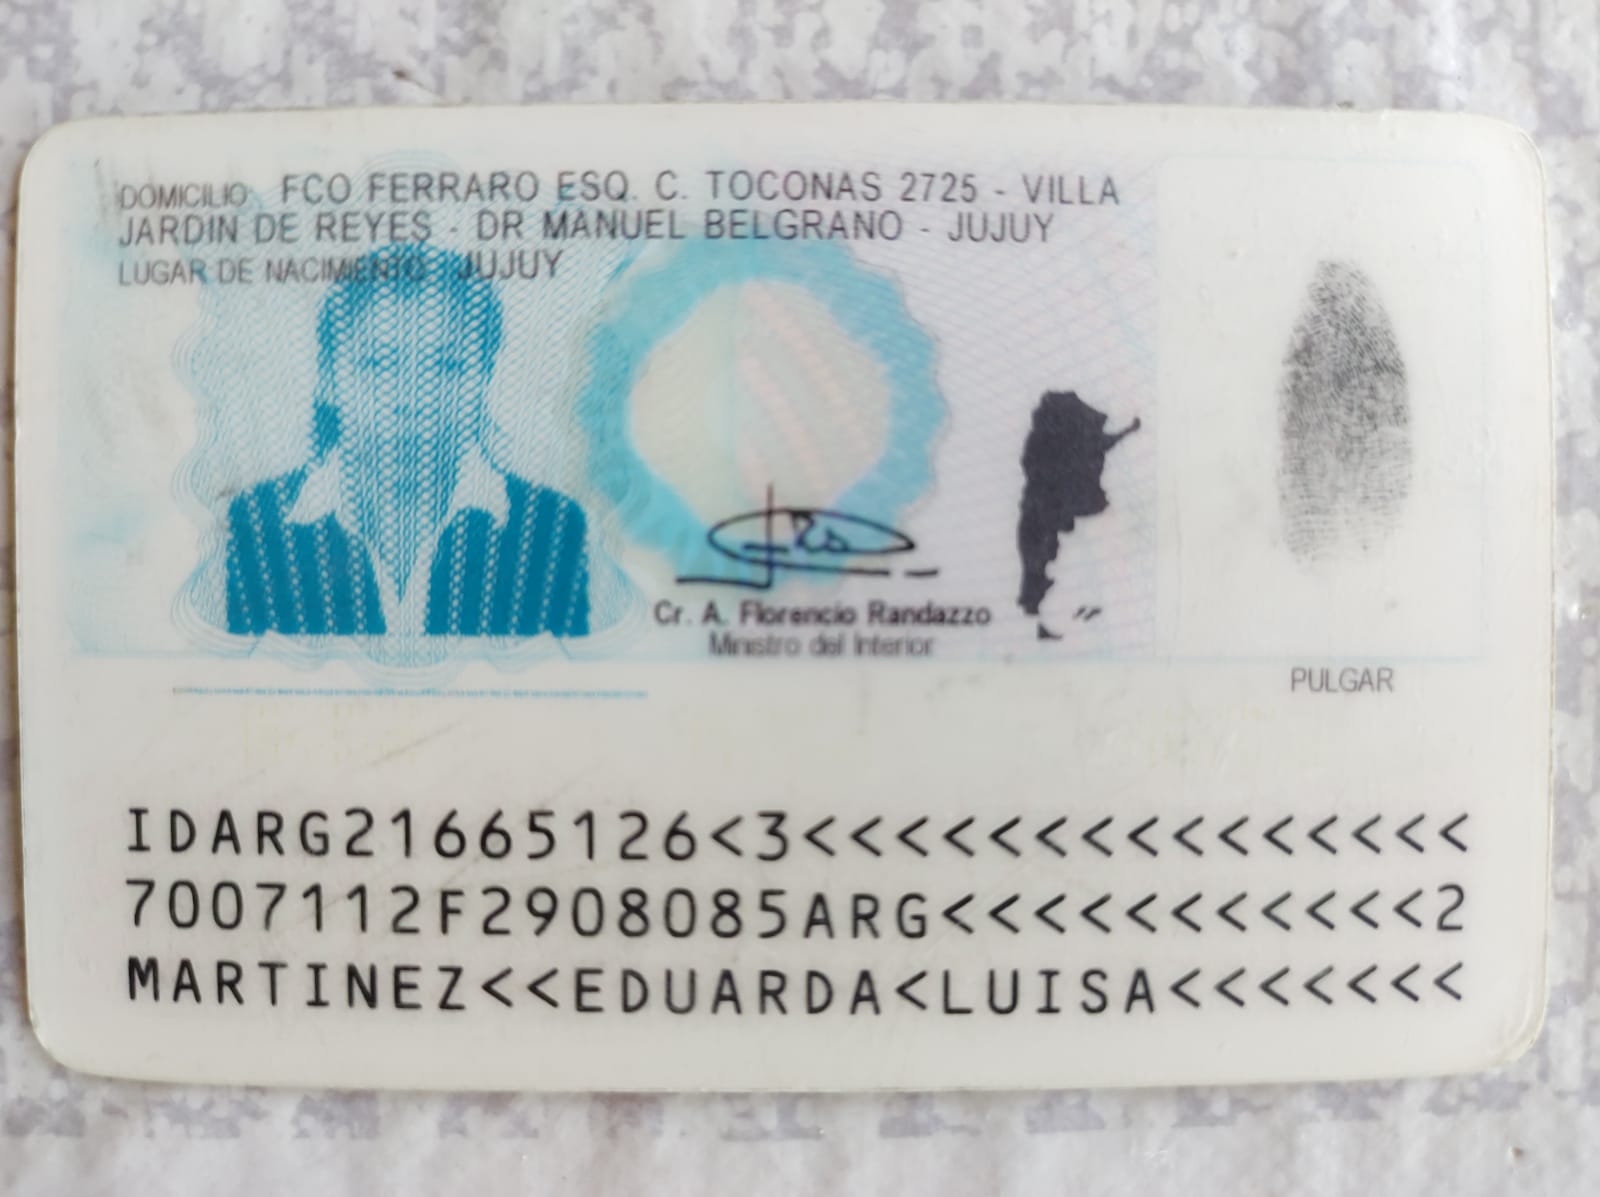 DOMICILIO: FCO FERRARO ESQ. C. TOCONAS 2725 - VILLA
JARDIN DE REYES - DR MANUEL BELGRANO - JUJUY
LUGAR DE NACIMIENTO: JUJUY
Cr. A. Florencio Randazzo
Ministro del Interior
PULGAR
IDARG21665126<3<<<<<<<<<<<<<<<
7007112F2908085ARG<<<<<<<<<<<2
MARTINEZ<<EDUARDA<LUISA<<<<<<<